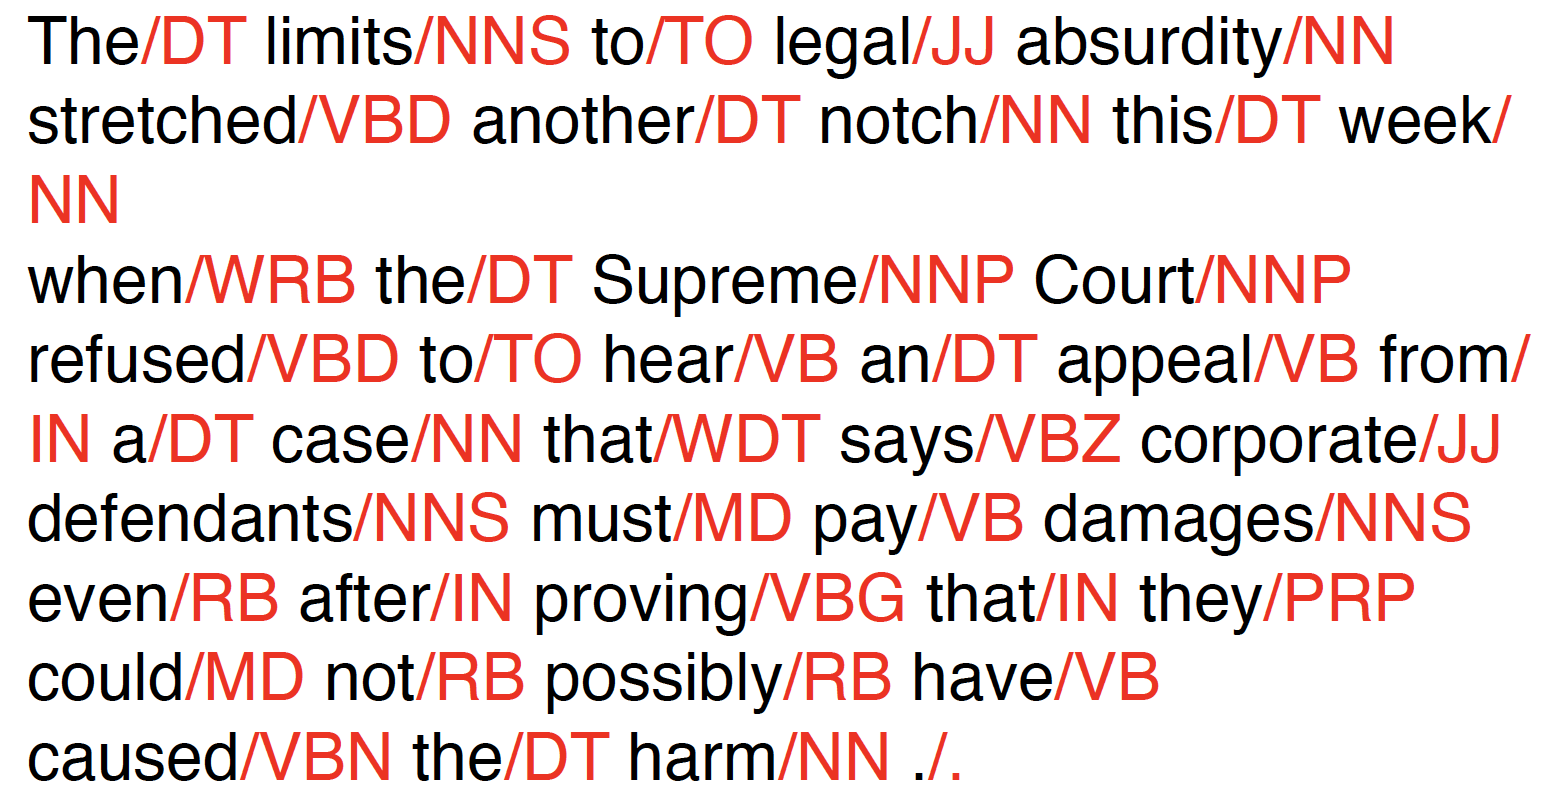 The/DT limits/NNS to/TO legal/JJ absurdity/NN
stretched/VBD another/DT notch/NN this/DT week/
NN
when/WRB the/DT Supreme/NNP Court/NNP
refused/VBD to/TO hear/VB an/DT appeal/VB from/
IN a/DT case/NN that/WDT says/VBZ corporate/JJ
defendants/NNS must/MD pay/VB damages/NNS
even/RB after/IN proving/VBG that/IN they/PRP
could/MD not/RB possibly/RB have/VB
caused/VBN the/DT harm/NN ./.